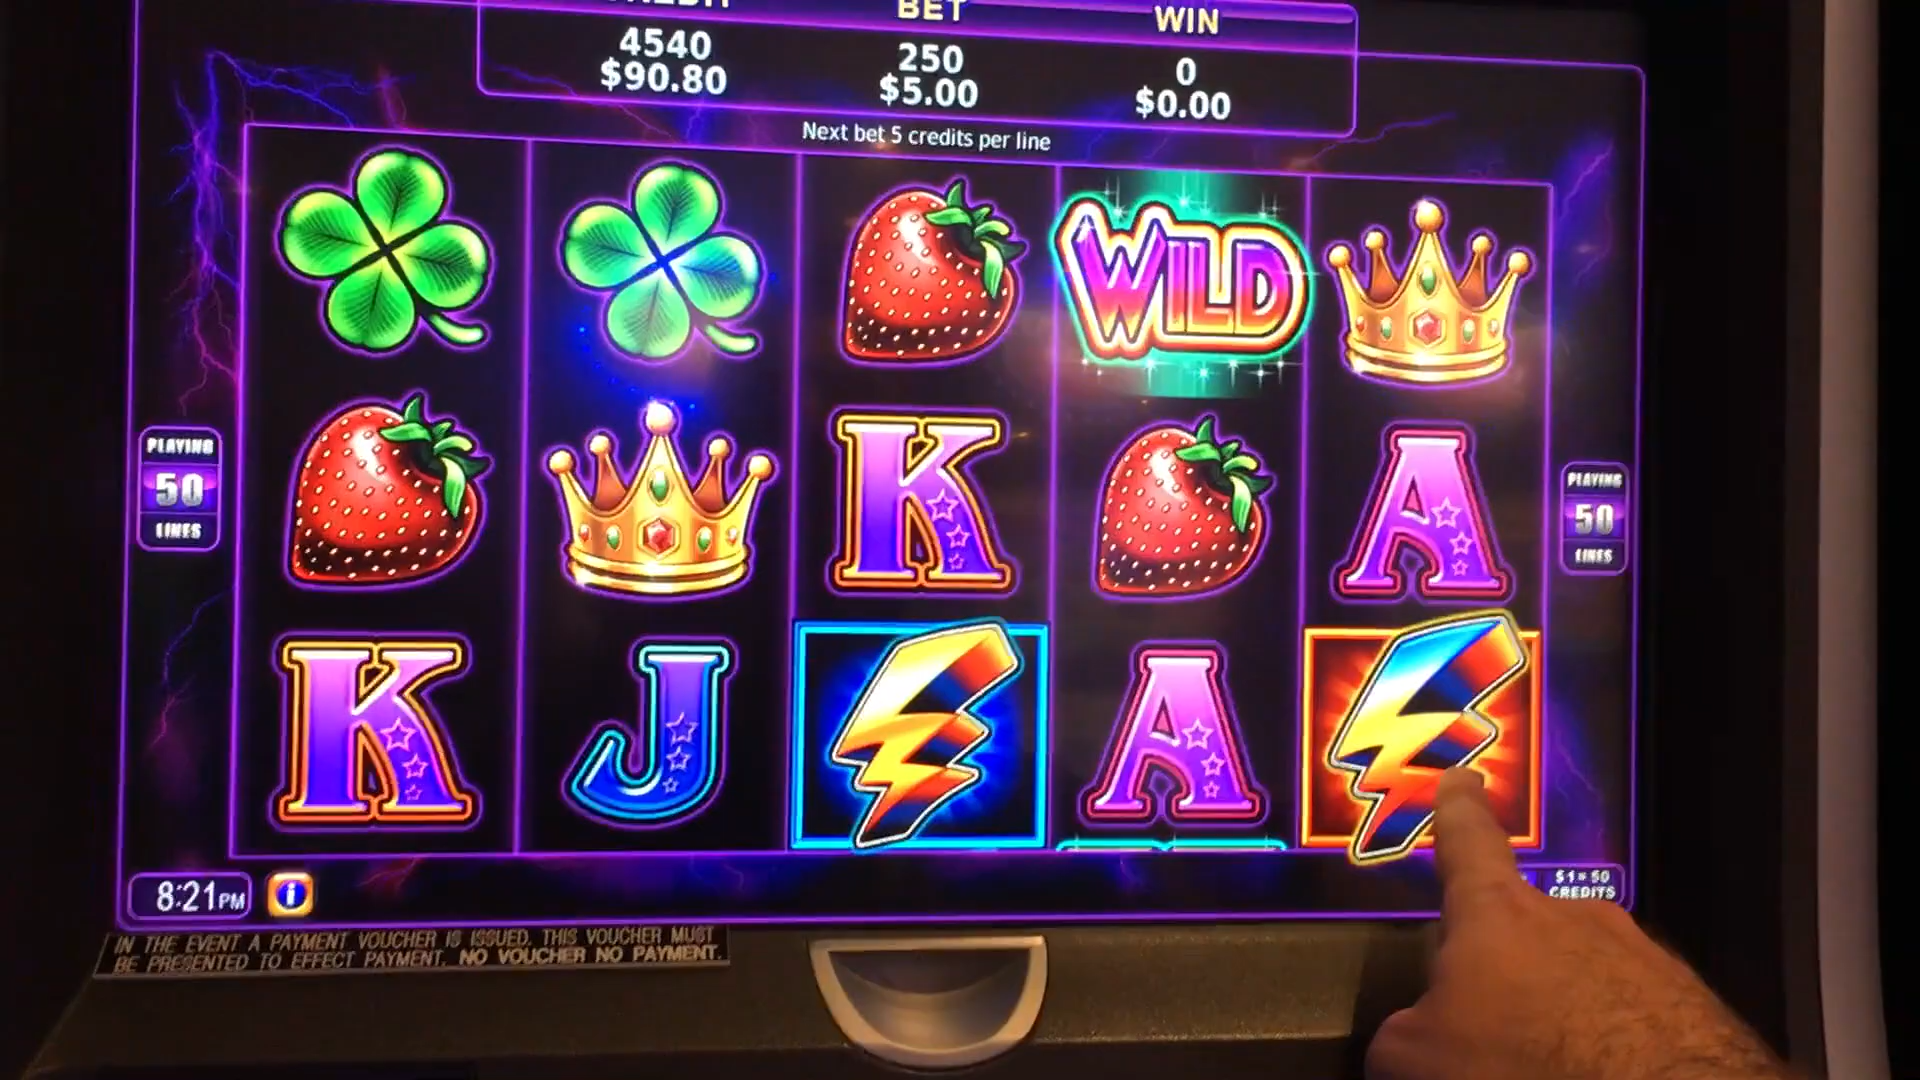 BET
WIN
4540
250
0
$90.80
$5.00
$0.00
Next bet 5 credits per line
WILD
PLAYING
50
LINES
K
A
PLAYING
50
LINES
K
J
A
8:21PM
i
$1=50
CREDITS
IN THE EVENT A PAYMENT VOUCHER IS ISSUED, THIS VOUCHER MUST
BE PRESENTED TO EFFECT PAYMENT. NO VOUCHER NO PAYMENT.